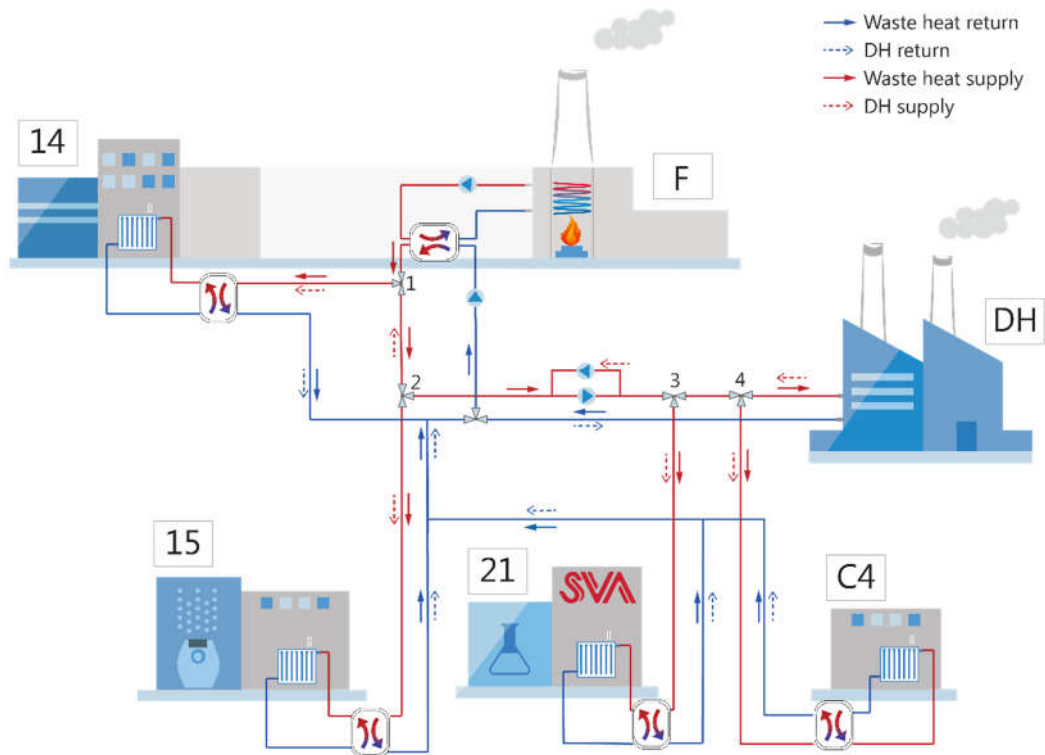 Waste heat return
DH return
Waste heat supply
DH supply
14
F
1
DH
2
3
4
15
21
SVA
C4